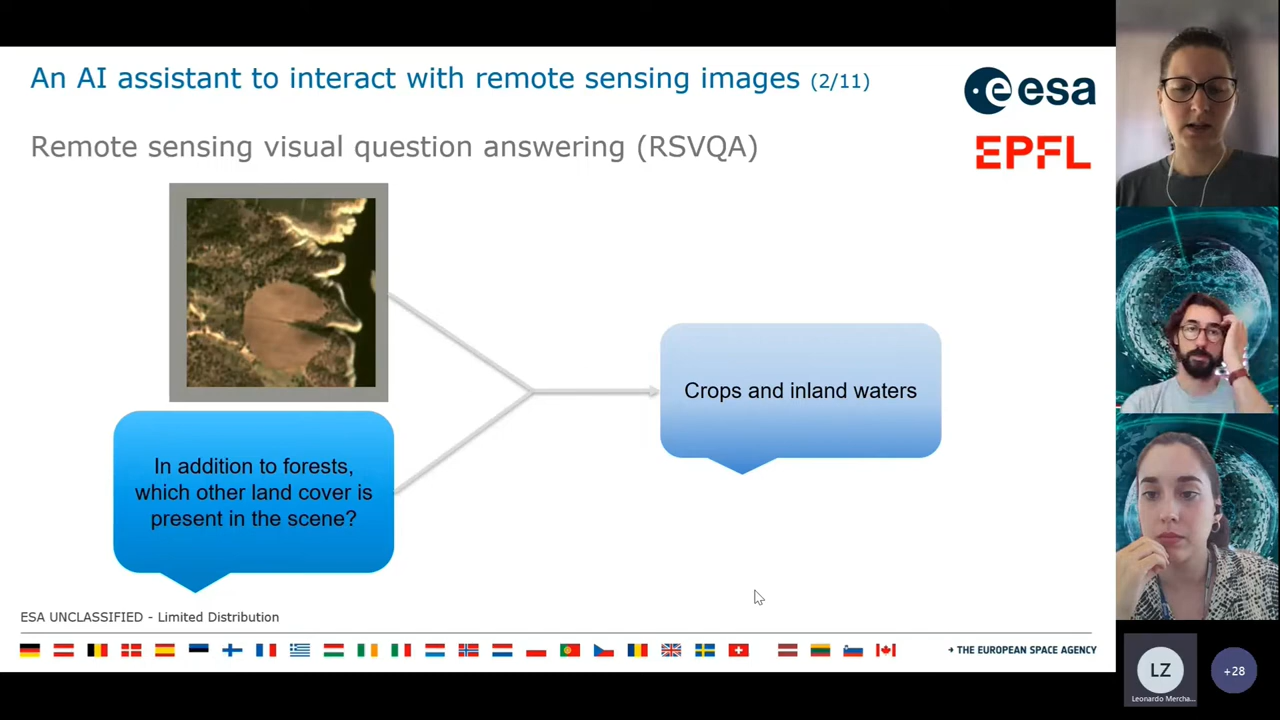 An AI assistant to interact with remote sensing images (2/11)
esa
Remote sensing visual question answering (RSVQA)
EPFL
Crops and inland waters
In addition to forests,
which other land cover is
present in the scene?
ESA UNCLASSIFIED - Limited Distribution
→ THE EUROPEAN SPACE AGENCY
LZ
+28
Leonardo Mercha...